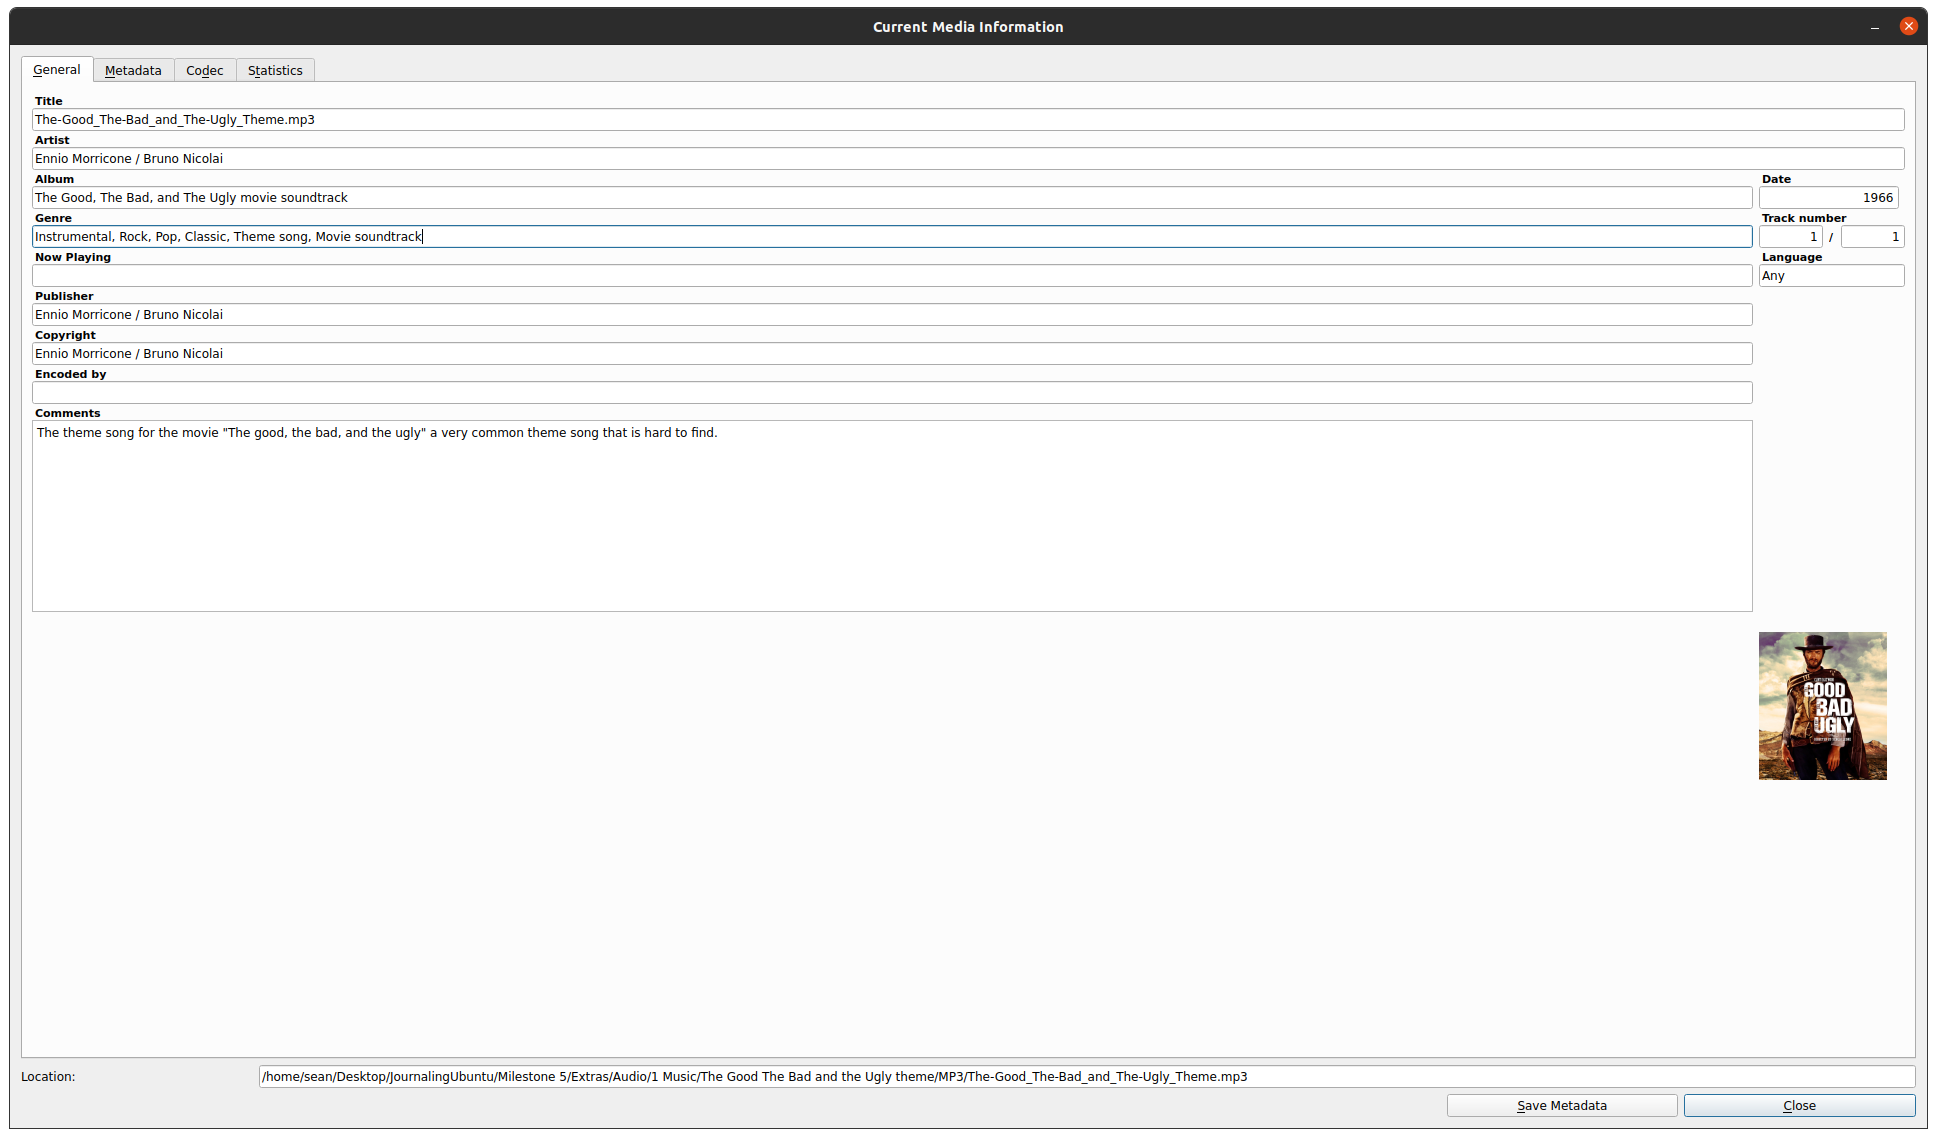 Current Media Information
General Metadata Codec Statistics
Title
The-Good_The-Bad_and_The-Ugly_Theme.mp3
Artist
Ennio Morricone / Bruno Nicolai
Album Date
The Good, The Bad, and The Ugly movie soundtrack 1966
Genre Track number
Instrumental, Rock, Pop, Classic, Theme song, Movie soundtrack 1 / 1
Now Playing Language
Any
Publisher
Ennio Morricone / Bruno Nicolai
Copyright
Ennio Morricone / Bruno Nicolai
Encoded by
Comments
The theme song for the movie "The good, the bad, and the ugly" a very common theme song that is hard to find.
GOOD
BAD
UGLY
Location: /home/sean/Desktop/JournalingUbuntu/Milestone 5/Extras/Audio/1 Music/The Good The Bad and the Ugly theme/MP3/The-Good_The-Bad_and_The-Ugly_Theme.mp3
Save Metadata Close